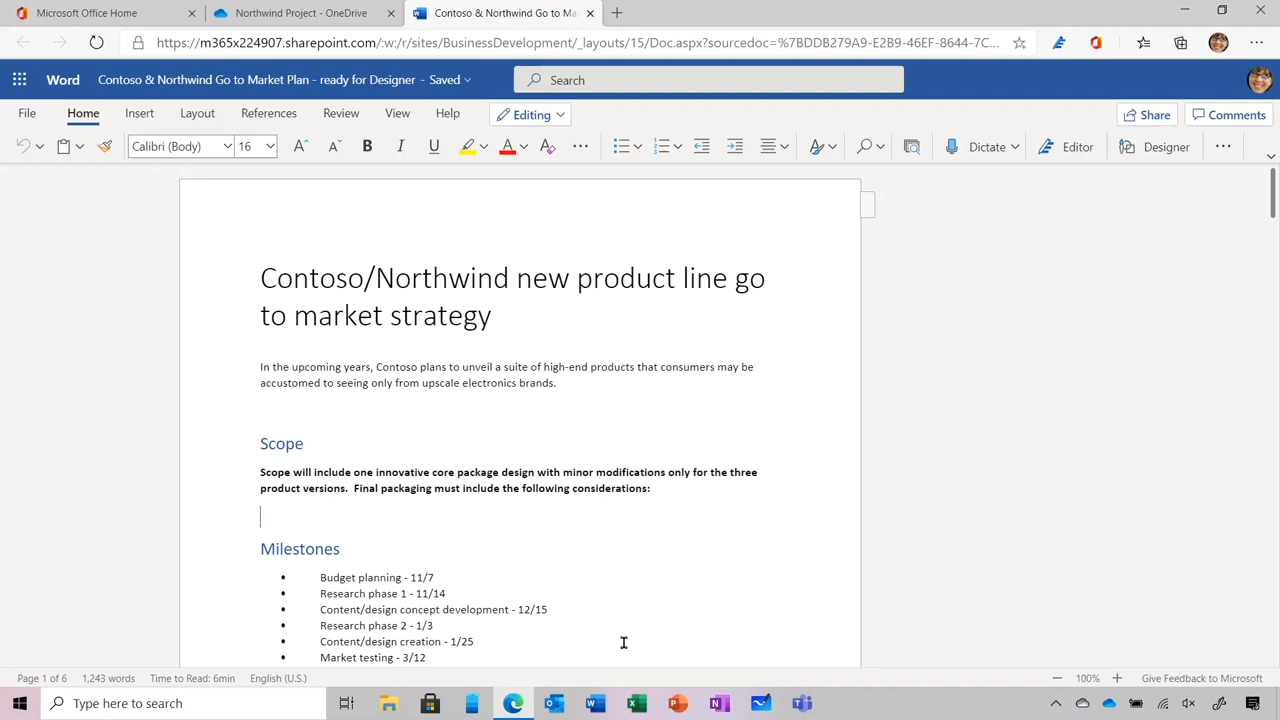 Microsoft Office Home
Northwind Project - OneDrive
Contoso & Northwind Go to Ma
https://m365x224907.sharepoint.com/:w:/r/sites/BusinessDevelopment/_layouts/15/Doc.aspx?sourcedoc=%7BDDB279A9-E2B9-46EF-8644-7C...
Word
Contoso & Northwind Go to Market Plan - ready for Designer - Saved
Search
File
Home
Insert
Layout
References
Review
View
Help
Editing
Share
Comments
Calibri (Body)
16
B
I
U
A
Dictate
Editor
Designer
Contoso/Northwind new product line go
to market strategy
In the upcoming years, Contoso plans to unveil a suite of high-end products that consumers may be
accustomed to seeing only from upscale electronics brands.
Scope
Scope will include one innovative core package design with minor modifications only for the three
product versions. Final packaging must include the following considerations:
Milestones
• Budget planning - 11/7
• Research phase 1 - 11/14
• Content/design concept development - 12/15
• Research phase 2 - 1/3
• Content/design creation - 1/25
• Market testing - 3/12
Page 1 of 6
1,243 words
Time to Read: 6min
English (U.S.)
100%
Give Feedback to Microsoft
Type here to search